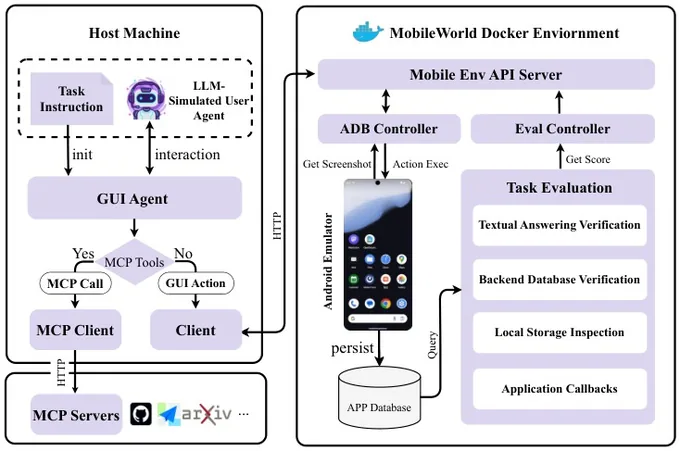 Host Machine
Task
Instruction
LLM-
Simulated User
Agent
init
interaction
GUI Agent
Yes
MCP Tools
No
MCP Call
GUI Action
MCP Client
Client
HTTP
HTTP
MCP Servers
arXiv
...
MobileWorld Docker Enviornment
Mobile Env API Server
ADB Controller
Eval Controller
Get Screenshot
Action Exec
Get Score
Android Emulator
Task Evaluation
Textual Answering Verification
Backend Database Verification
Local Storage Inspection
Application Callbacks
persist
Query
APP Database